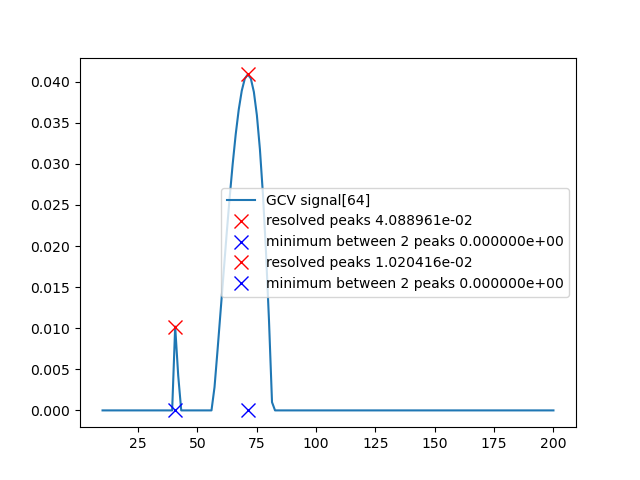 0.040
0.035
0.030
0.025
0.020
0.015
0.010
0.005
0.000
GCV signal[64]
resolved peaks 4.088961e-02
minimum between 2 peaks 0.000000e+00
resolved peaks 1.020416e-02
minimum between 2 peaks 0.000000e+00
25 50 75 100 125 150 175 200